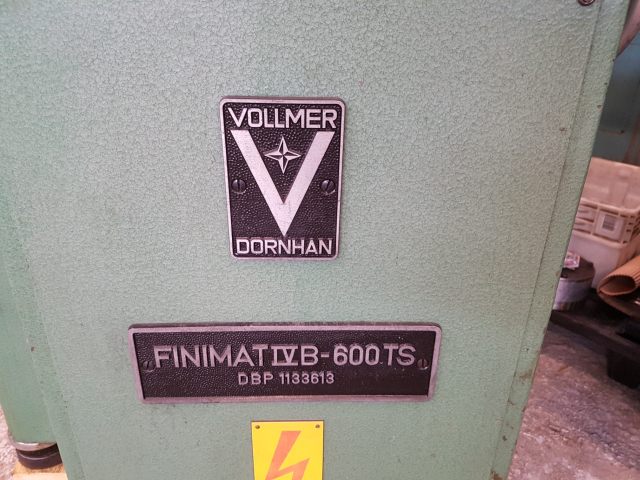 VOLLMER
V
DORNHAN
FINIMAT IV B-600 TS
DBP 1133613